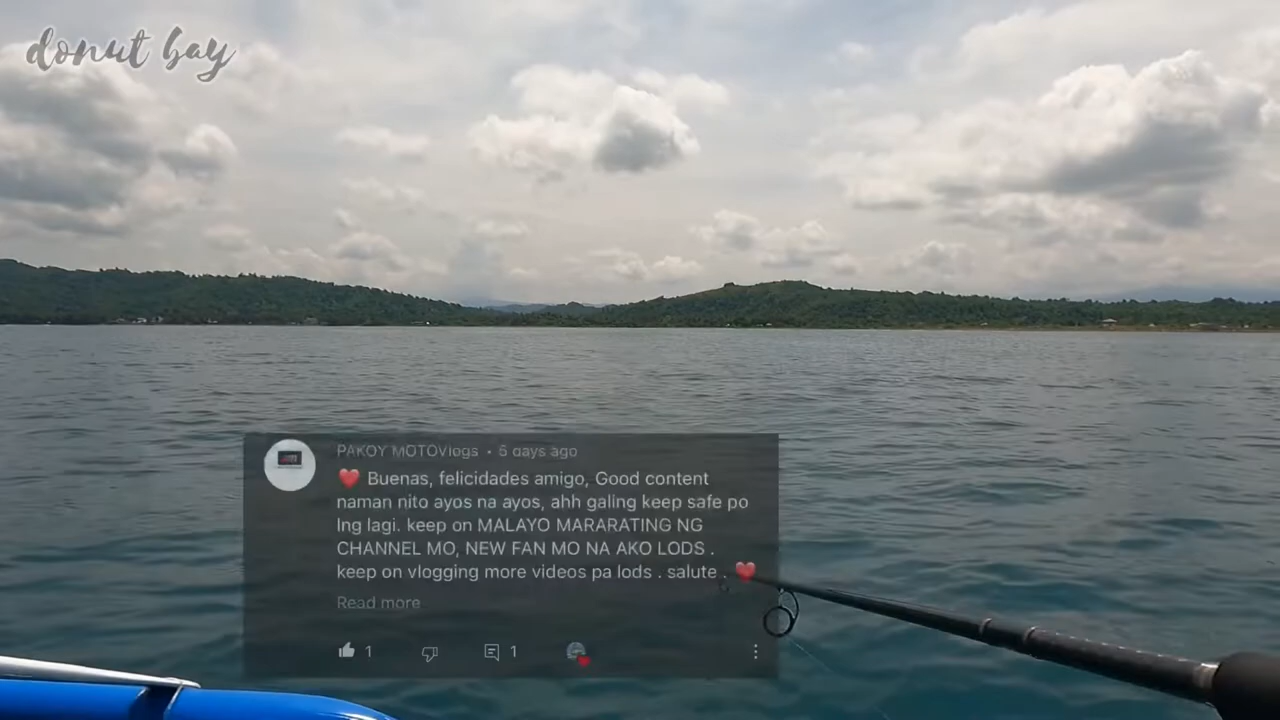 donut bay
PAKOY MOTOVlogs • 5 days ago
❤️ Buenas, felicidades amigo, Good content
naman nito ayos na ayos, ahh galing keep safe po
lng lagi. keep on MALAYO MARARATING NG
CHANNEL MO, NEW FAN MO NA AKO LODS .
keep on vlogging more videos pa lods . salute . ❤️
Read more
1 1